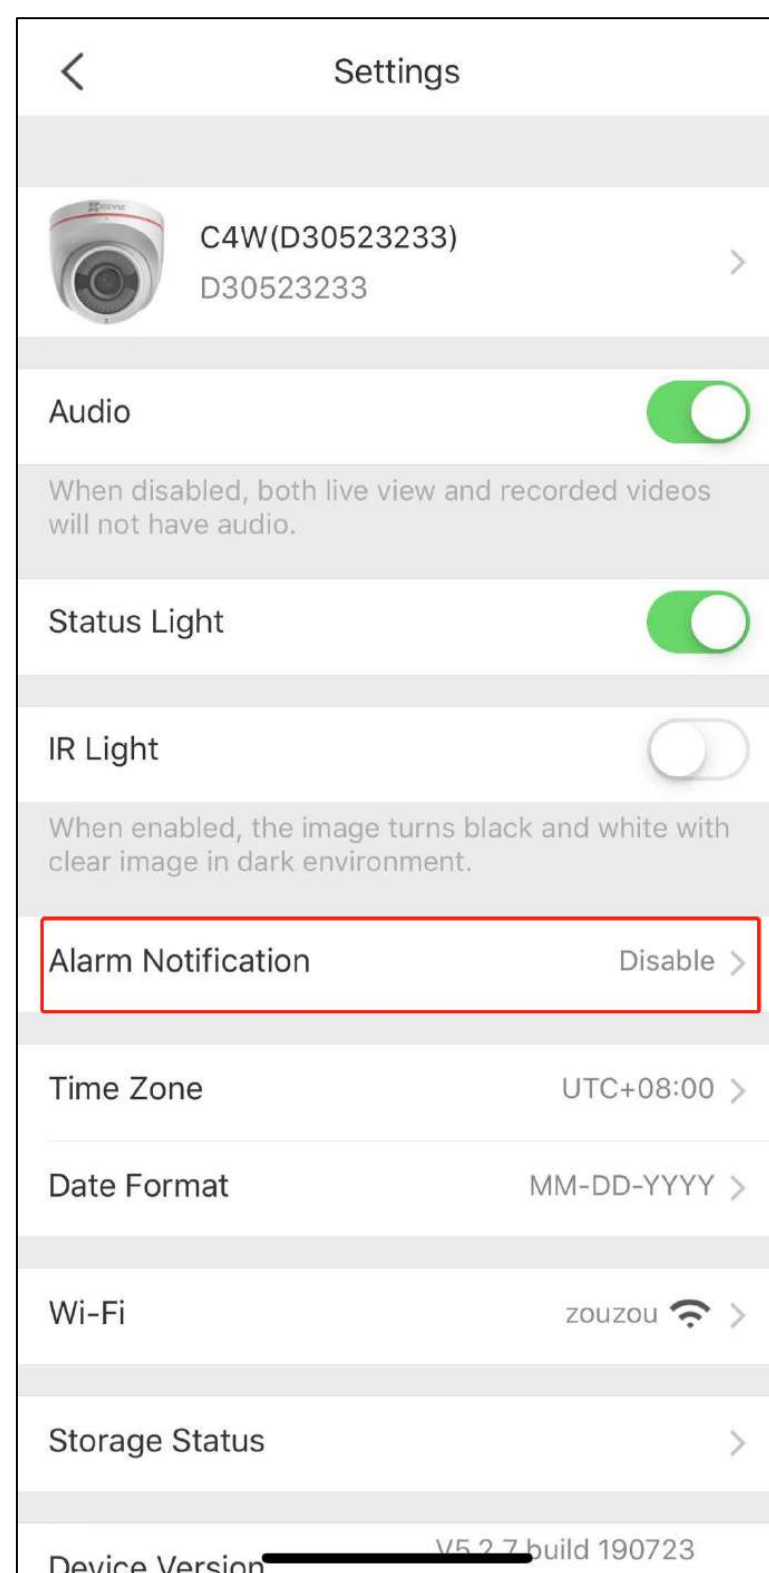 Settings
EZVIZ
C4W(D30523233)
D30523233
Audio
When disabled, both live view and recorded videos
will not have audio.
Status Light
IR Light
When enabled, the image turns black and white with
clear image in dark environment.
Alarm Notification Disable
Time Zone UTC+08:00
Date Format MM-DD-YYYY
Wi-Fi zouzou
Storage Status
Device Version V5.2.7 build 190723